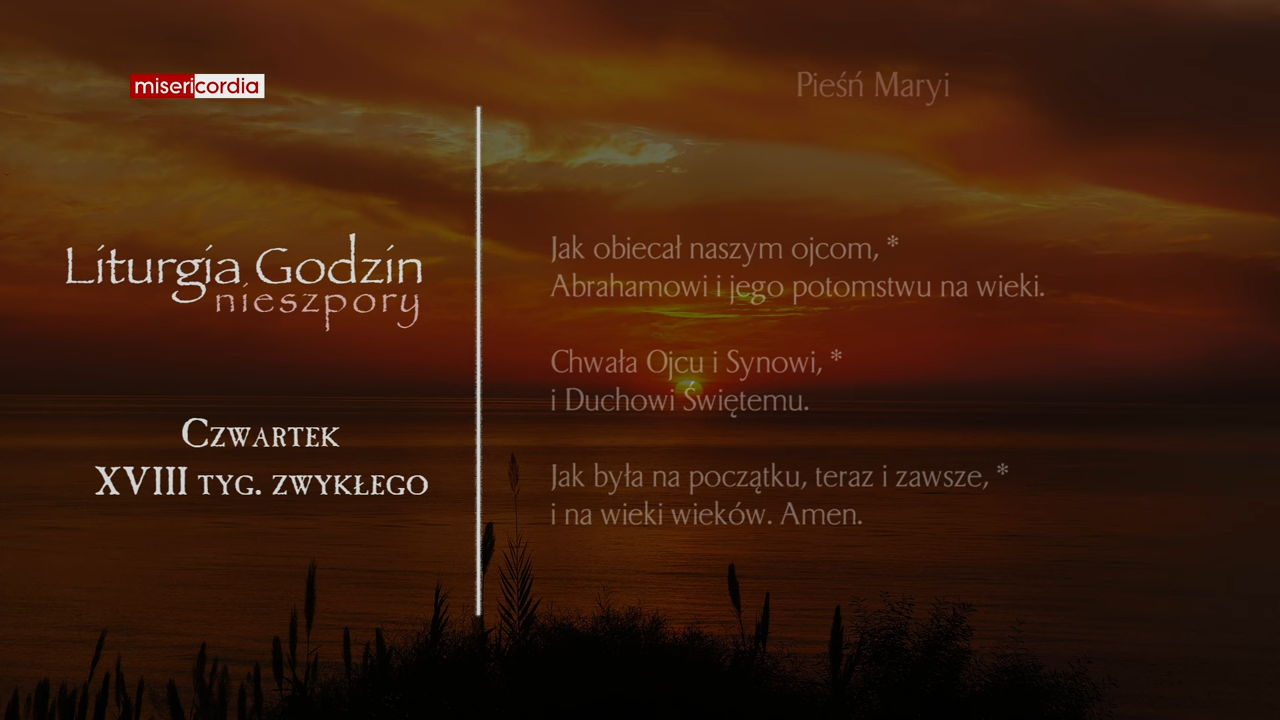 misericordia
Liturgia Godzin
nieszpory
Czwartek
XVIII tyg. zwykłego
Pieśń Maryi
Jak obiecał naszym ojcom, *
Abrahamowi i jego potomstwu na wieki.
Chwała Ojcu i Synowi, *
i Duchowi Świętemu.
Jak była na początku, teraz i zawsze, *
i na wieki wieków. Amen.